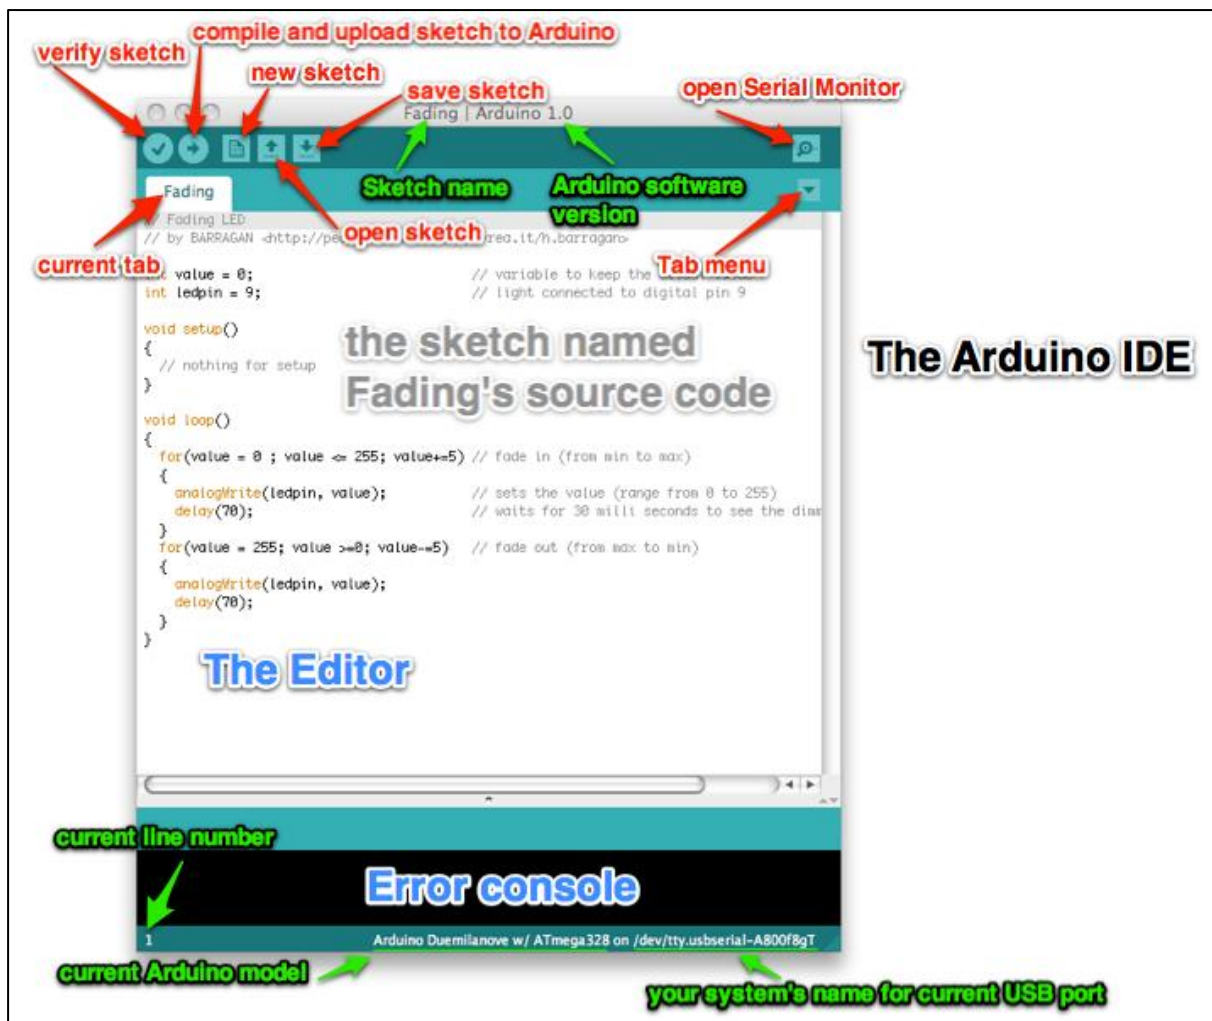 compile and upload sketch to Arduino
verify sketch
new sketch
save sketch
open Serial Monitor
Fading | Arduino 1.0
Sketch name
Arduino software
version
Fading
// Fading LED
open sketch
// by BARRAGAN <http://pe rea.it/h.barragan>
current tab
Tab menu
int value = 0; // variable to keep the
int ledpin = 9; // light connected to digital pin 9
void setup()
{
// nothing for setup
}
the sketch named
Fading's source code
The Arduino IDE
void loop()
{
for(value = 0 ; value <= 255; value+=5) // fade in (from min to max)
{
analogWrite(ledpin, value); // sets the value (range from 0 to 255)
delay(70); // waits for 30 milli seconds to see the dimm
}
for(value = 255; value >=0; value-=5) // fade out (from max to min)
{
analogWrite(ledpin, value);
delay(70);
}
}
The Editor
current line number
Error console
1
Arduino Duemilanove w/ ATmega328 on /dev/tty.usbserial-A800f8gT
current Arduino model
your system's name for current USB port